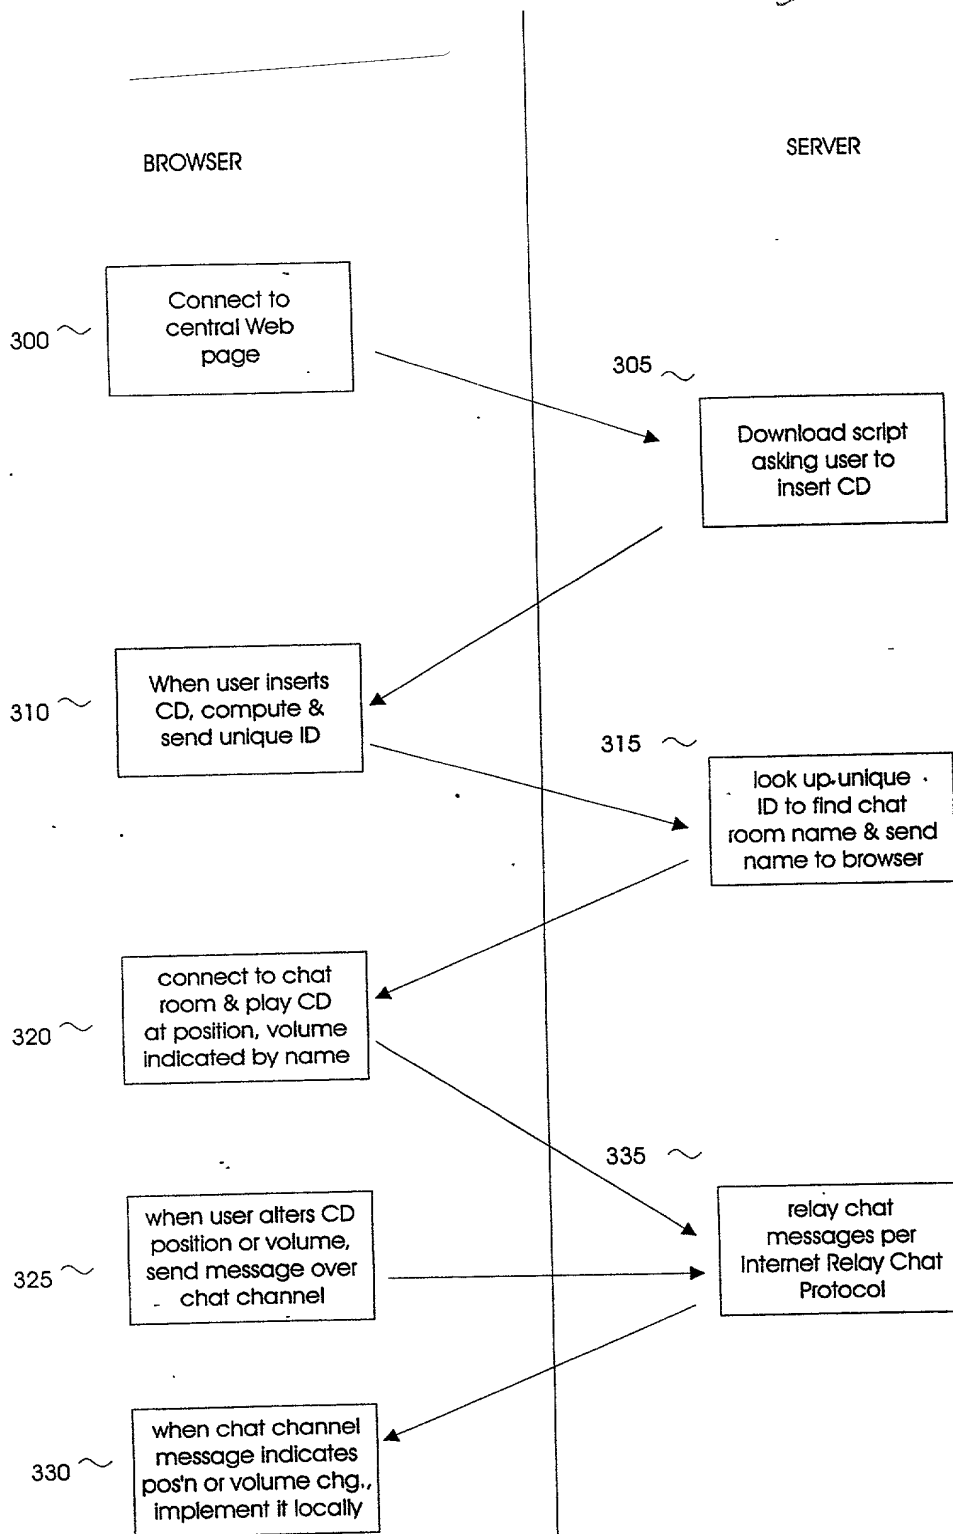 BROWSER
SERVER
300
Connect to
central Web
page
305
Download script
asking user to
insert CD
310
When user inserts
CD, compute &
send unique ID
315
look up unique
ID to find chat
room name & send
name to browser
320
connect to chat
room & play CD
at position, volume
indicated by name
325
when user alters CD
position or volume,
send message over
chat channel
335
relay chat
messages per
Internet Relay Chat
Protocol
330
when chat channel
message indicates
pos'n or volume chg.,
implement it locally